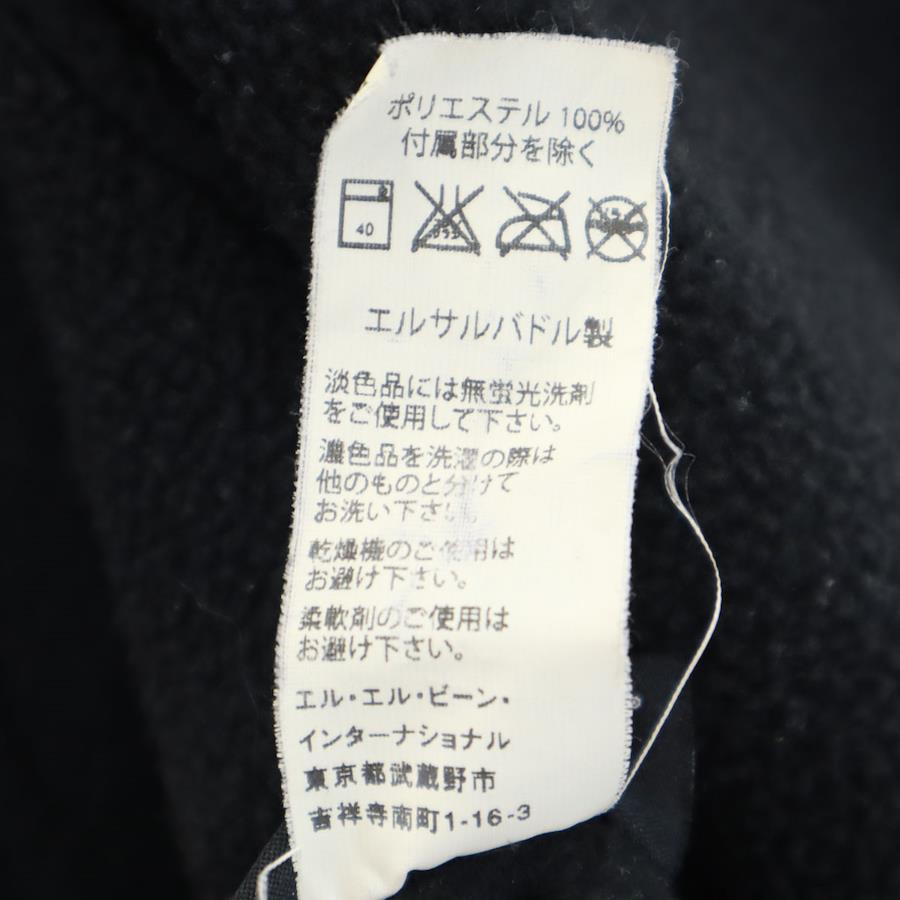 ポリエステル 100%
付属部分を除く
40
エルサルバドル製
淡色品には無蛍光洗剤
をご使用して下さい。
濃色品を洗濯の際は
他のものと分けて
お洗い下さい。
乾燥機のご使用は
お避け下さい。
柔軟剤のご使用は
お避け下さい。
エル・エル・ビーン・
インターナショナル
東京都武蔵野市
吉祥寺南町1-16-3